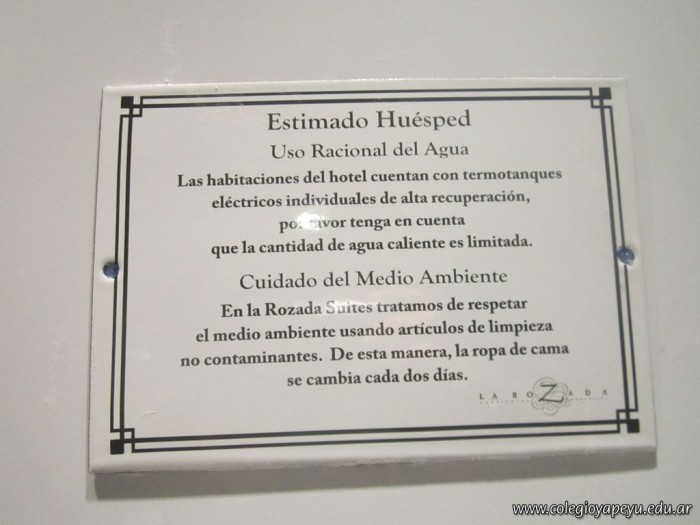 Estimado Huésped
Uso Racional del Agua
Las habitaciones del hotel cuentan con termotanques
eléctricos individuales de alta recuperación,
por favor tenga en cuenta
que la cantidad de agua caliente es limitada.
Cuidado del Medio Ambiente
En la Rozada Suites tratamos de respetar
el medio ambiente usando artículos de limpieza
no contaminantes. De esta manera, la ropa de cama
se cambia cada dos días.
LA ROZADA
www.colegioyapeyu.edu.ar